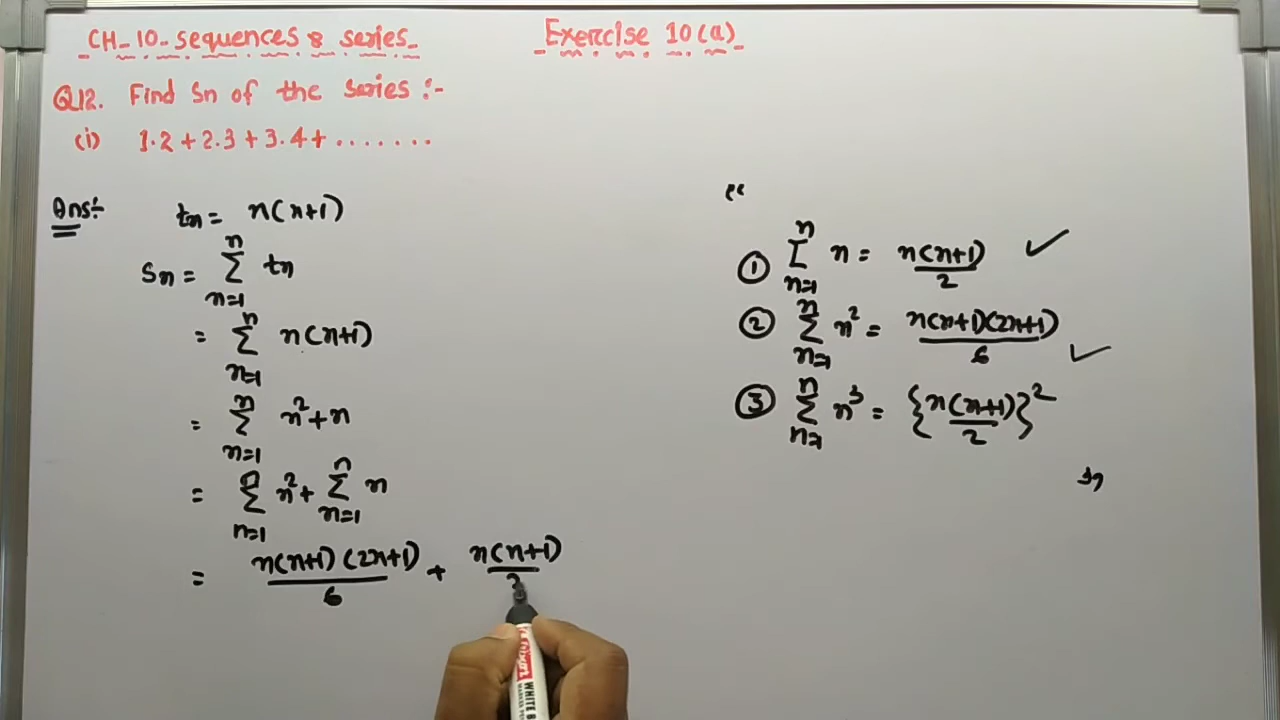 CH-10-sequences & series
Exercise 10(a)
Q12. Find Sn of the series :-
(i) 1.2 + 2.3 + 3.4 + .......
Ans:- tn = n(n+1)
Sn = ∑_{n=1}^{n} tn
= ∑_{n=1}^{n} n(n+1)
= ∑_{n=1}^{n} n²+n
= ∑_{n=1}^{n} n² + ∑_{n=1}^{n} n
= n(n+1)(2n+1)/6 + n(n+1)/2
“
① ∑_{n=1}^{n} n = n(n+1)/2 ✓
② ∑_{n=1}^{n} n² = n(n+1)(2n+1)/6 ✓
③ ∑_{n=1}^{n} n³ = {n(n+1)/2}²
”
WHITE B